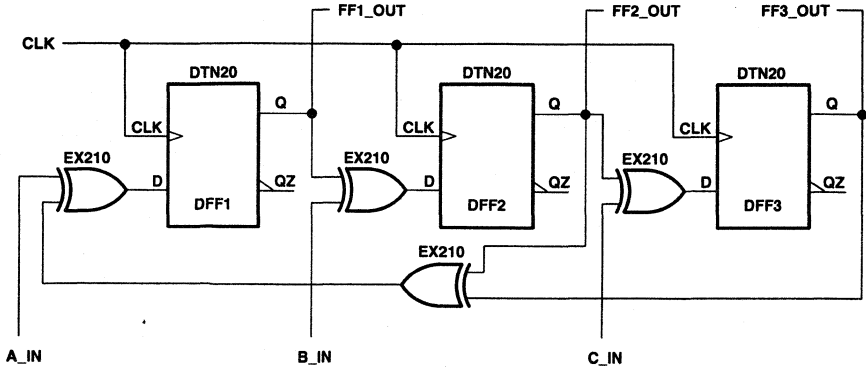 FF1_OUT
FF2_OUT
FF3_OUT
CLK
DTN20
DTN20
DTN20
Q
Q
Q
CLK
CLK
CLK
EX210
EX210
EX210
D
QZ
D
QZ
D
QZ
DFF1
DFF2
DFF3
EX210
A_IN
B_IN
C_IN